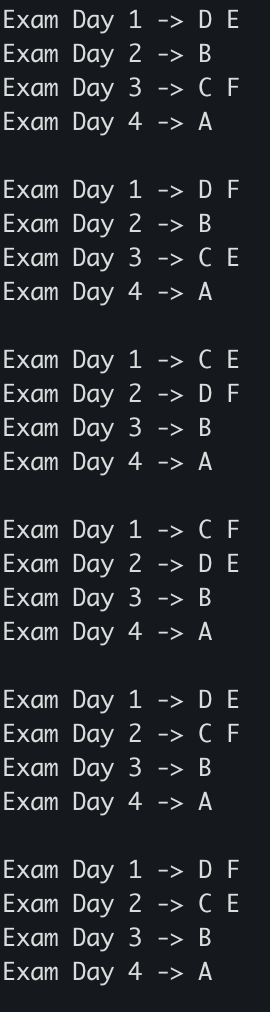 Exam Day 1 -> D E
Exam Day 2 -> B
Exam Day 3 -> C F
Exam Day 4 -> A

Exam Day 1 -> D F
Exam Day 2 -> B
Exam Day 3 -> C E
Exam Day 4 -> A

Exam Day 1 -> C E
Exam Day 2 -> D F
Exam Day 3 -> B
Exam Day 4 -> A

Exam Day 1 -> C F
Exam Day 2 -> D E
Exam Day 3 -> B
Exam Day 4 -> A

Exam Day 1 -> D E
Exam Day 2 -> C F
Exam Day 3 -> B
Exam Day 4 -> A

Exam Day 1 -> D F
Exam Day 2 -> C E
Exam Day 3 -> B
Exam Day 4 -> A